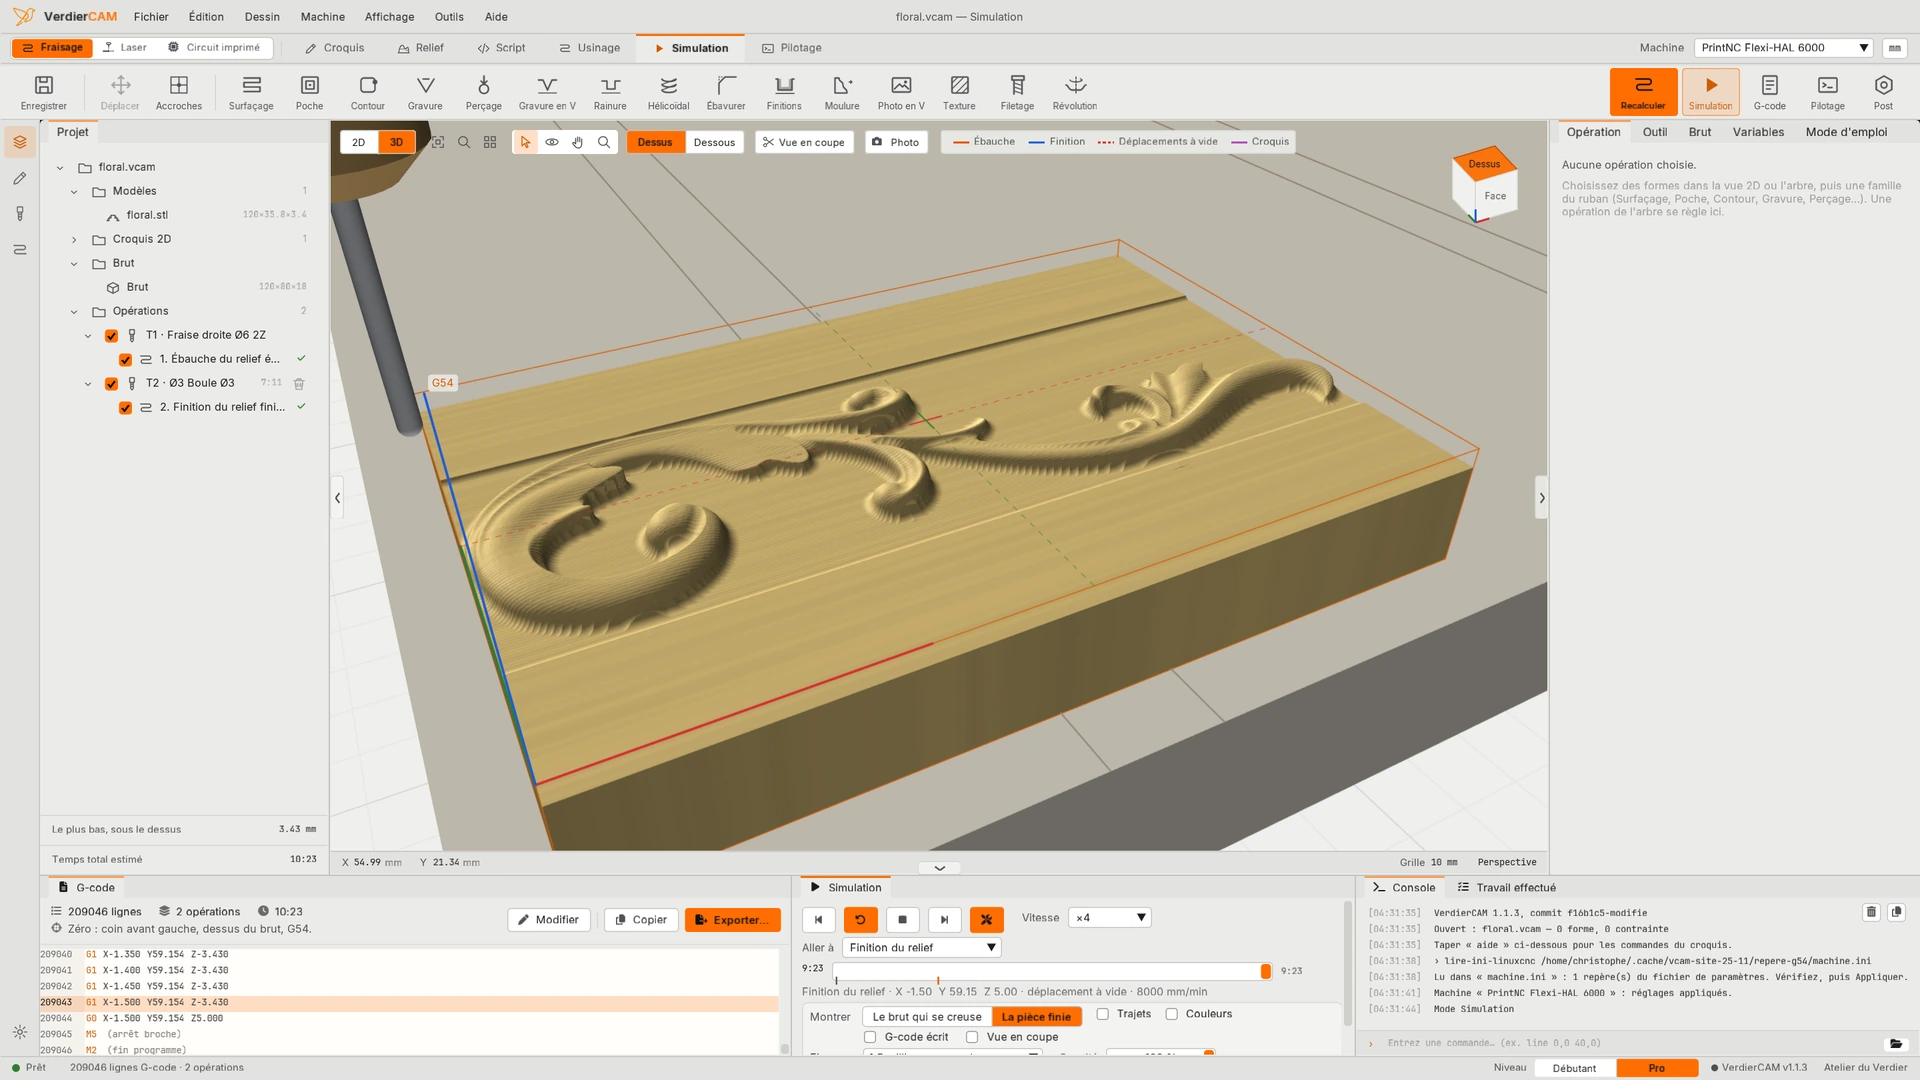 VerdierCAM Fichier Édition Dessin Machine Affichage Outils Aide floral.vcam — Simulation
Fraisage Laser Circuit imprimé Croquis Relief Script Usinage Simulation Pilotage Machine PrintNC Flexi-HAL 6000 mm
Enregistrer Déplacer Accroches Surfaçage Poche Contour Gravure Perçage Gravure en V Rainure Hélicoïdal Ébavurer Finitions Moulure Photo en V Texture Filetage Révolution Recalculer Simulation G-code Pilotage Post
Projet
floral.vcam
Modèles 1
floral.stl 120×35.8×3.4
Croquis 2D 1
Brut
Brut 120×80×18
Opérations 2
T1 · Fraise droite Ø6 2Z
1. Ébauche du relief é...
T2 · Ø3 Boule Ø3 7:11
2. Finition du relief fini...
Le plus bas, sous le dessus 3.43 mm
Temps total estimé 10:23
2D 3D Dessus Dessous Vue en coupe Photo Ébauche Finition Déplacements à vide Croquis
Dessus
Face
G54
X 54.99 mm Y 21.34 mm Grille 10 mm Perspective
Opération Outil Brut Variables Mode d'emploi
Aucune opération choisie.
Choisissez des formes dans la vue 2D ou l'arbre, puis une famille
du ruban (Surfaçage, Poche, Contour, Gravure, Perçage...). Une
opération de l'arbre se règle ici.
G-code
209046 lignes 2 opérations 10:23
Zéro : coin avant gauche, dessus du brut, G54.
Modifier Copier Exporter...
209040 G1 X-1.350 Y59.154 Z-3.430
209041 G1 X-1.400 Y59.154 Z-3.430
209042 G1 X-1.450 Y59.154 Z-3.430
209043 G1 X-1.500 Y59.154 Z-3.430
209044 G0 X-1.500 Y59.154 Z5.000
209045 M5 (arrêt broche)
209046 M2 (fin programme)
Simulation
Vitesse ×4
Aller à Finition du relief
9:23 9:23
Finition du relief · X -1.50 Y 59.15 Z 5.00 · déplacement à vide · 8000 mm/min
Montrer Le brut qui se creuse La pièce finie Trajets Couleurs
G-code écrit Vue en coupe
Console Travail effectué
[04:31:35] VerdierCAM 1.1.3, commit f16b1c5-modifie
[04:31:35] Ouvert : floral.vcam — 0 forme, 0 contrainte
[04:31:35] Taper « aide » ci-dessous pour les commandes du croquis.
[04:31:38] › lire-ini-linuxcnc /home/christophe/.cache/vcam-site-25-11/repere-g54/machine.ini
[04:31:38] Lu dans « machine.ini » : 1 repère(s) du fichier de paramètres. Vérifiez, puis Appliquer.
[04:31:41] Machine « PrintNC Flexi-HAL 6000 » : réglages appliqués.
[04:31:44] Mode Simulation
› Entrez une commande… (ex. line 0,0 40,0)
Prêt 209046 lignes G-code · 2 opérations Niveau Débutant Pro VerdierCAM v1.1.3 Atelier du Verdier